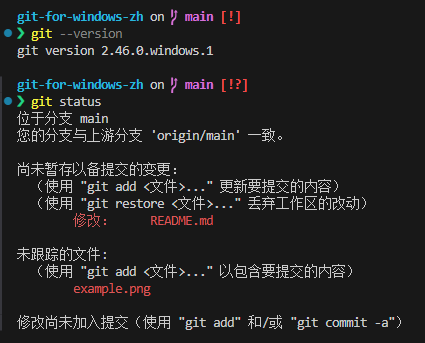 git-for-windows-zh on main [!]
❯ git --version
git version 2.46.0.windows.1
git-for-windows-zh on main [!?]
❯ git status
位于分支 main
您的分支与上游分支 'origin/main' 一致。
尚未暂存以备提交的变更：
（使用 "git add <文件>..." 更新要提交的内容）
（使用 "git restore <文件>..." 丢弃工作区的改动）
修改： README.md
未跟踪的文件:
（使用 "git add <文件>..." 以包含要提交的内容）
example.png
修改尚未加入提交（使用 "git add" 和/或 "git commit -a"）